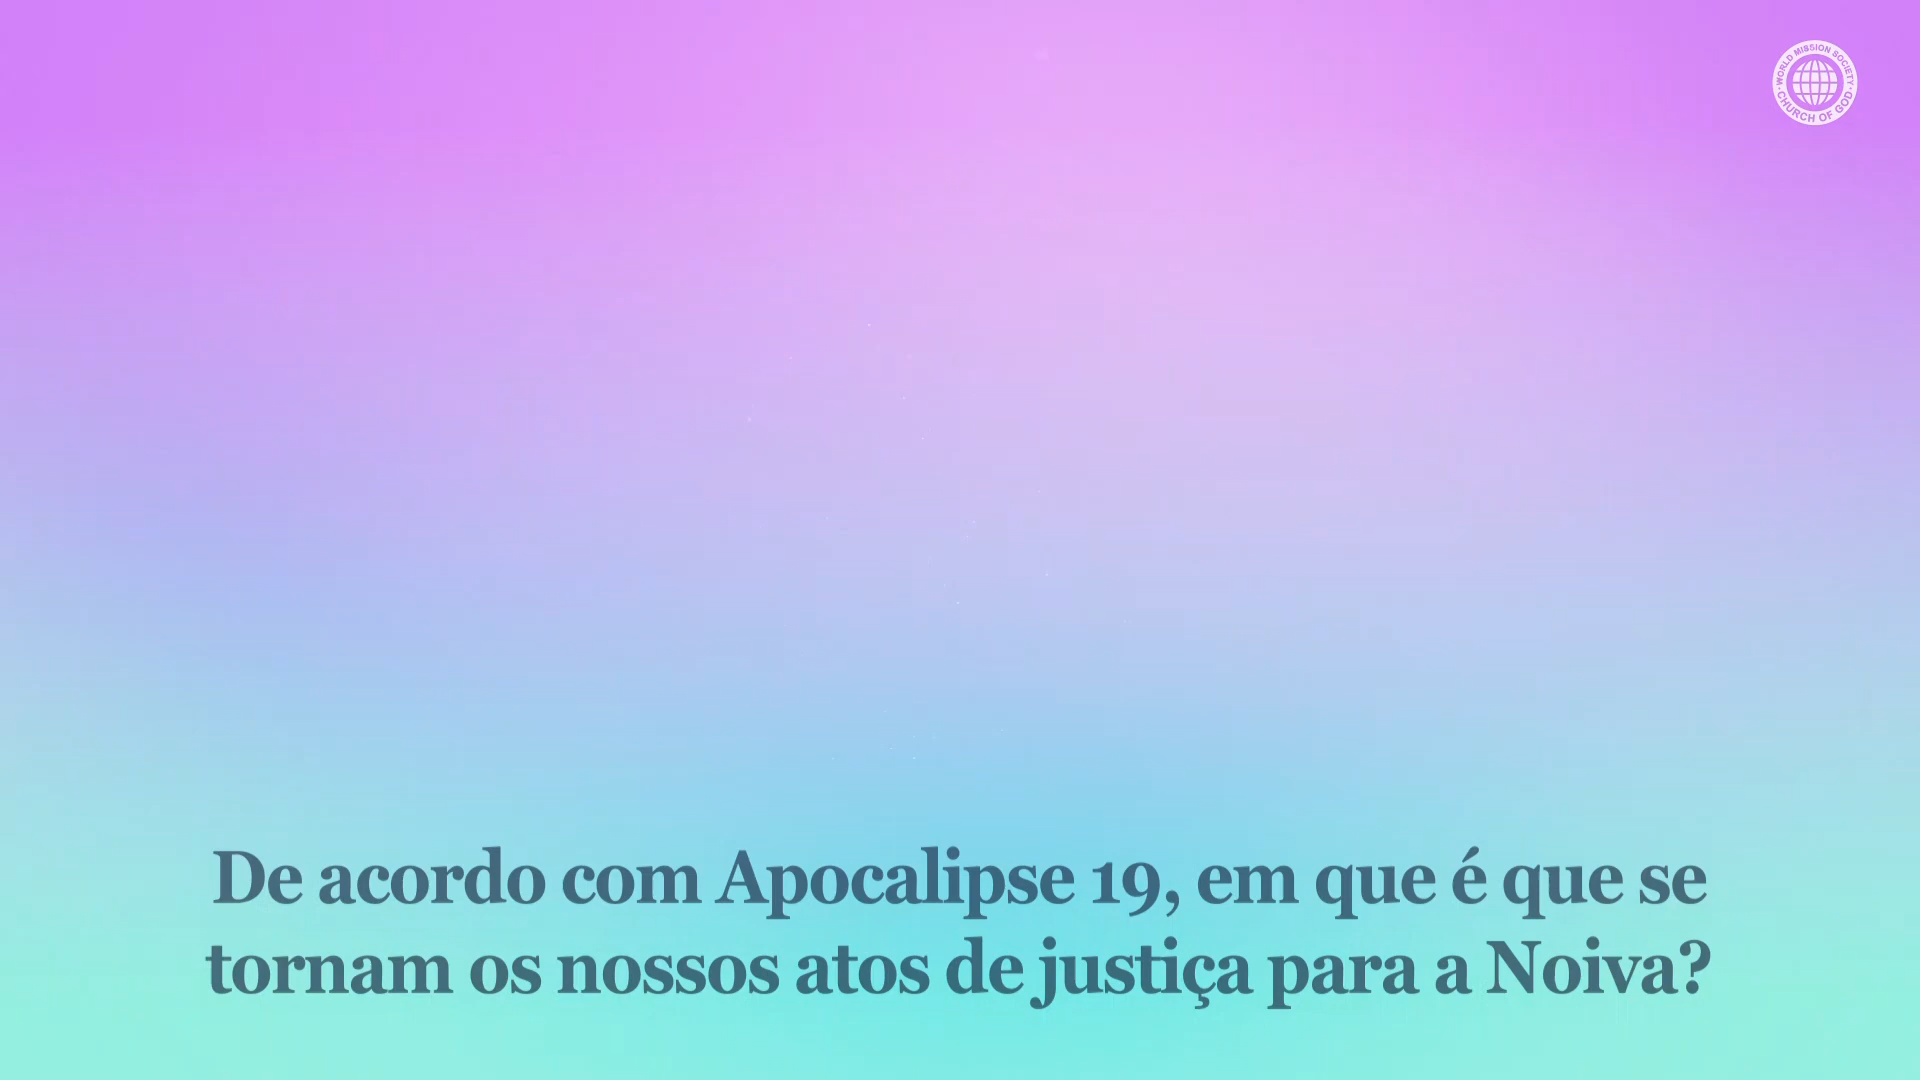 WORLD MISSION SOCIETY
CHURCH OF GOD
De acordo com Apocalipse 19, em que é que se
tornam os nossos atos de justiça para a Noiva?